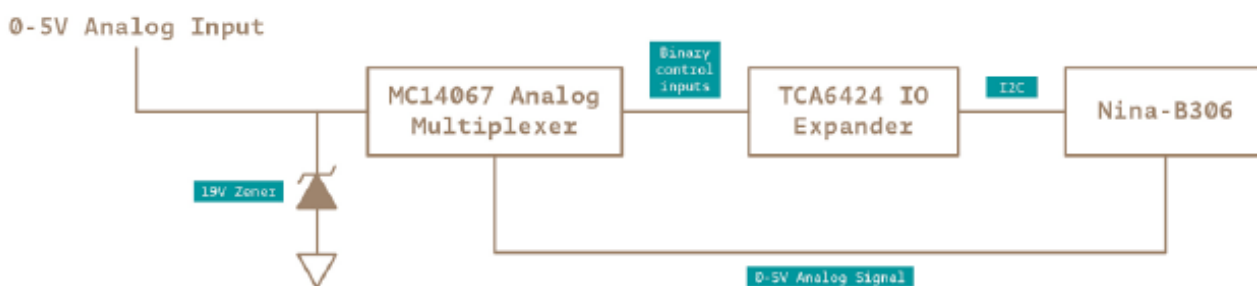 0-5V Analog Input
Binary
control
inputs
MC14067 Analog
Multiplexer
TCA6424 IO
Expander
I2C
Nina-B306
19V Zener
0-5V Analog Signal